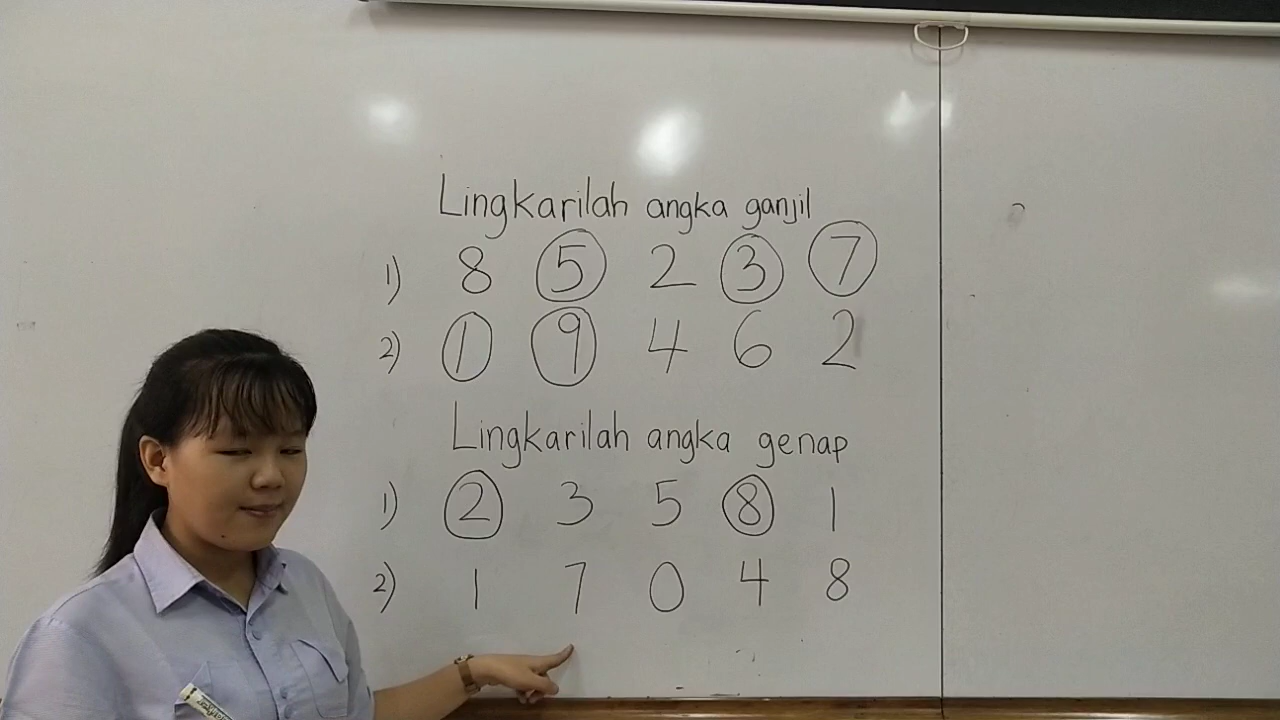 Lingkarilah angka ganjil
1) 8 5 2 3 7
2) 1 9 4 6 2
Lingkarilah angka genap
1) 2 3 5 8 1
2) 1 7 0 4 8